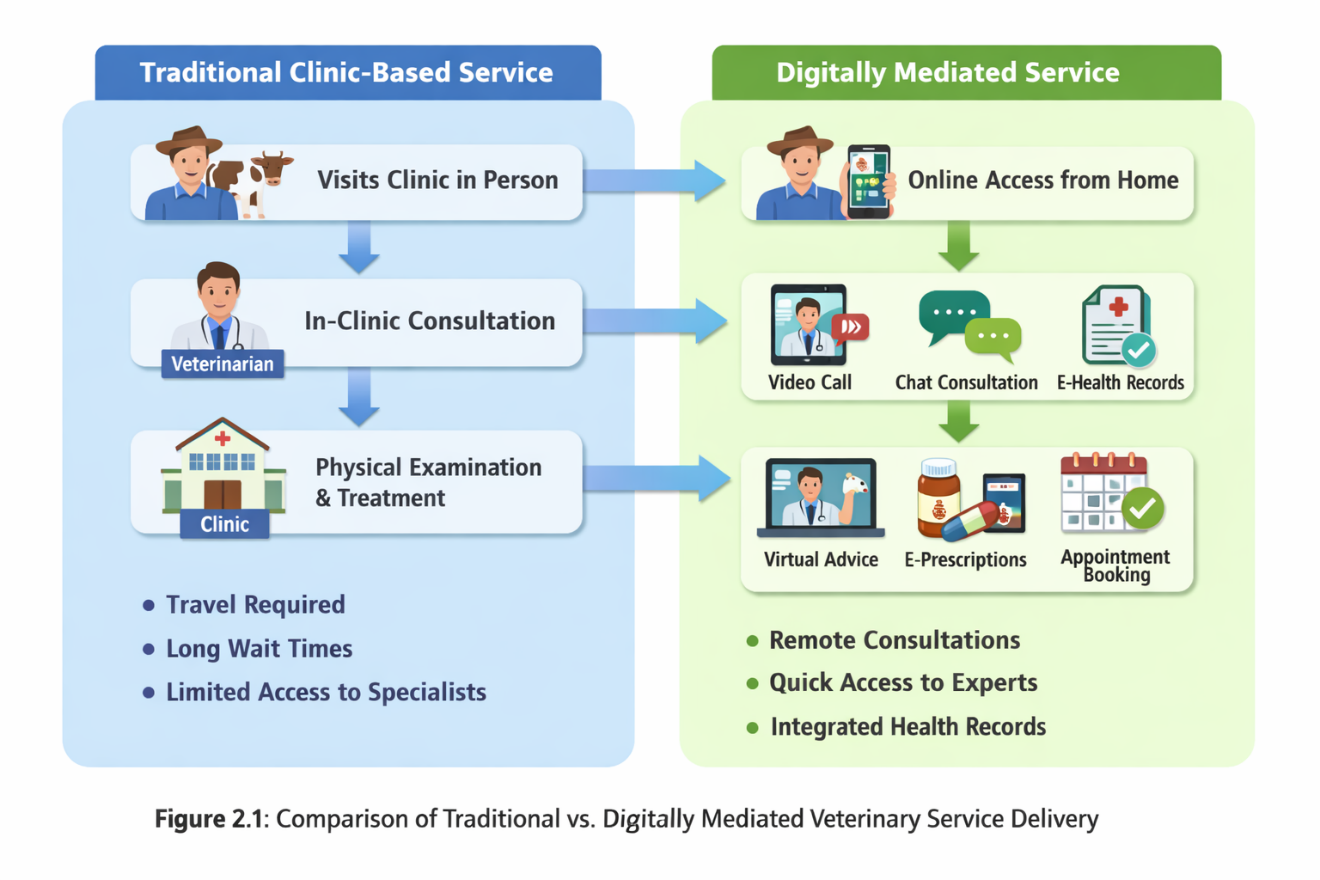 Traditional Clinic-Based Service
Visits Clinic in Person
In-Clinic Consultation
Veterinarian
Physical Examination
& Treatment
Clinic
• Travel Required
• Long Wait Times
• Limited Access to Specialists
Digitally Mediated Service
Online Access from Home
Video Call
Chat Consultation
E-Health Records
Virtual Advice
E-Prescriptions
Appointment
Booking
• Remote Consultations
• Quick Access to Experts
• Integrated Health Records
Figure 2.1: Comparison of Traditional vs. Digitally Mediated Veterinary Service Delivery